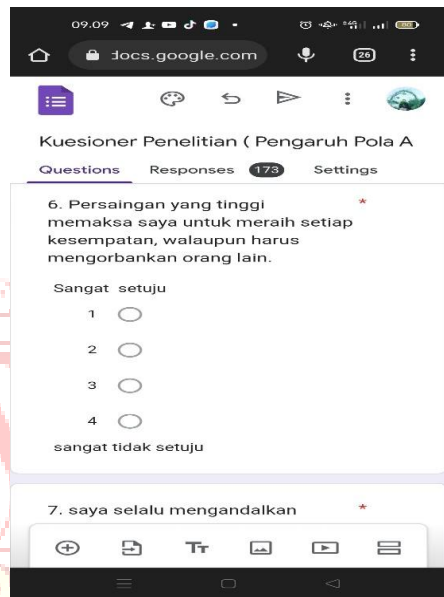 09.09
docs.google.com
26
Kuesioner Penelitian ( Pengaruh Pola A
Questions Responses 173 Settings
6. Persaingan yang tinggi *
memaksa saya untuk meraih setiap
kesempatan, walaupun harus
mengorbankan orang lain.
Sangat setuju
1
2
3
4
sangat tidak setuju
7. saya selalu mengandalkan *